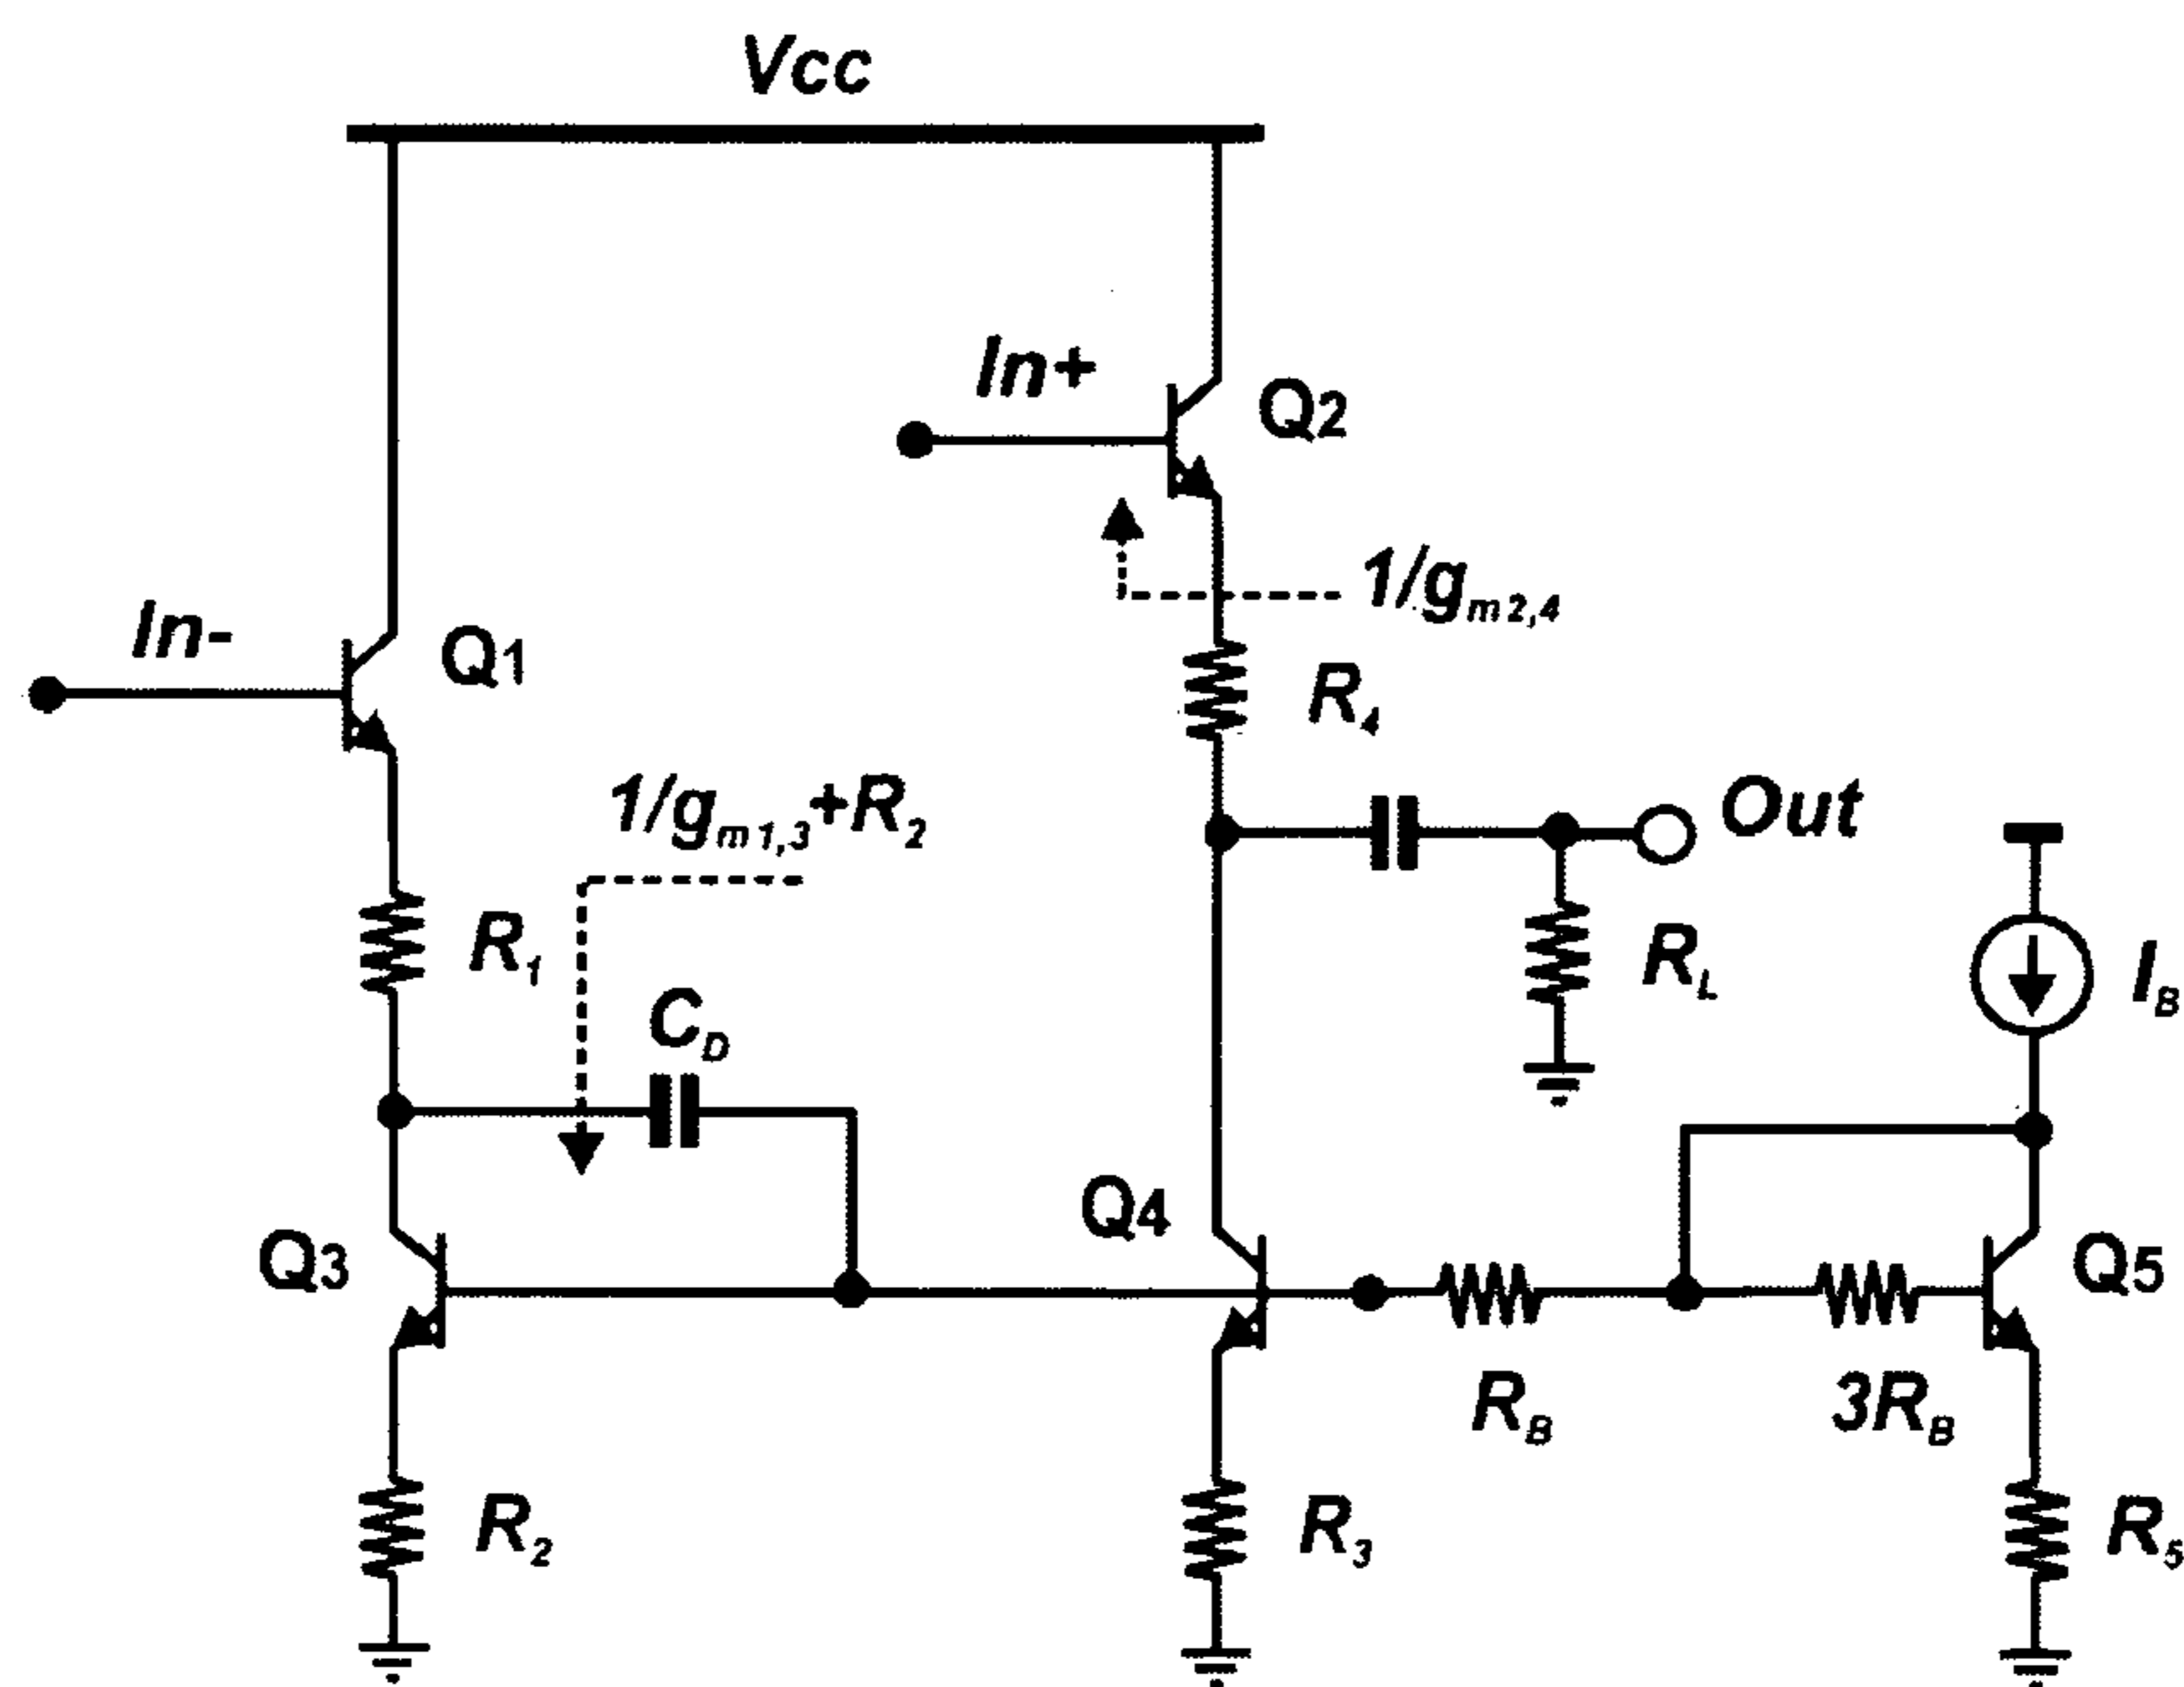 Vcc
In+
Q2
1/gm2,4
In-
Q1
R4
1/gm1,3+R2
Out
R1
CD
RL
IB
Q4
Q3
Q5
RB
3RB
R2
R3
R5